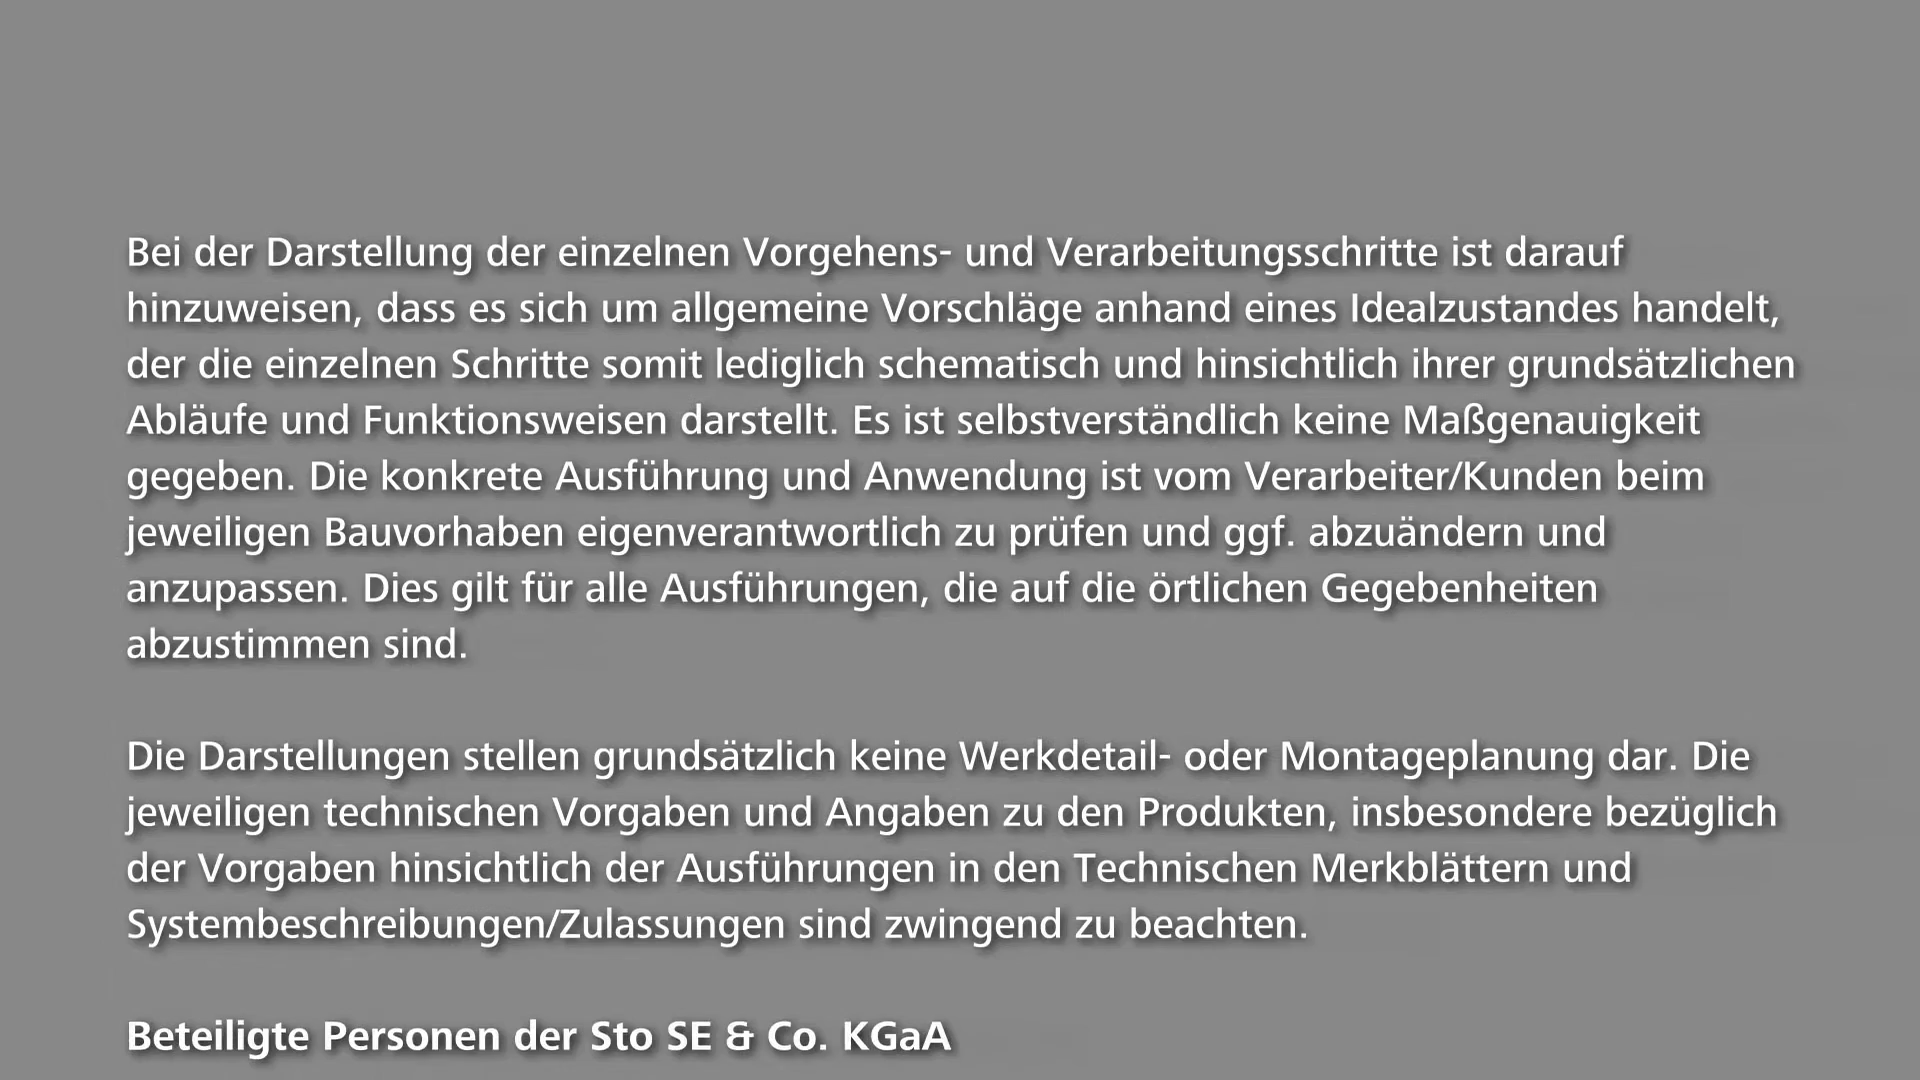 Bei der Darstellung der einzelnen Vorgehens- und Verarbeitungsschritte ist darauf
hinzuweisen, dass es sich um allgemeine Vorschläge anhand eines Idealzustandes handelt,
der die einzelnen Schritte somit lediglich schematisch und hinsichtlich ihrer grundsätzlichen
Abläufe und Funktionsweisen darstellt. Es ist selbstverständlich keine Maßgenauigkeit
gegeben. Die konkrete Ausführung und Anwendung ist vom Verarbeiter/Kunden beim
jeweiligen Bauvorhaben eigenverantwortlich zu prüfen und ggf. abzuändern und
anzupassen. Dies gilt für alle Ausführungen, die auf die örtlichen Gegebenheiten
abzustimmen sind.
Die Darstellungen stellen grundsätzlich keine Werkdetail- oder Montageplanung dar. Die
jeweiligen technischen Vorgaben und Angaben zu den Produkten, insbesondere bezüglich
der Vorgaben hinsichtlich der Ausführungen in den Technischen Merkblättern und
Systembeschreibungen/Zulassungen sind zwingend zu beachten.
Beteiligte Personen der Sto SE & Co. KGaA